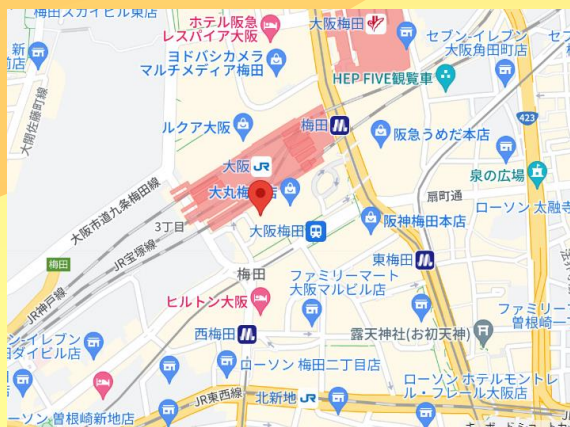 梅田スカイビル東店
ホテル阪急
レスパイア大阪
大阪梅田
セブン-イレブン
大阪角田町店
ヨドバシカメラ
マルチメディア梅田
HEP FIVE観覧車
大開佐藤町線
ルクア大阪
梅田
阪急うめだ本店
423
泉の広場
大阪 JR
大阪市道九条梅田線
大丸梅
店
扇町通
ローソン 太融寺
3丁目
大阪梅田
阪神梅田本店
JR宝塚線
東梅田
梅田
梅田
ファミリーマート
大阪マルビル店
JR神戸線
ヒルトン大阪
ファミリ
曽根崎一
露天神社(お初天神)
西梅田
ン-イレブン
田ダイビル店
ローソン 梅田二丁目店
ローソン ホテルモントレ
ル・フレール大阪店
JR東西線
北新地 JR
ーソン 曽根崎新地店